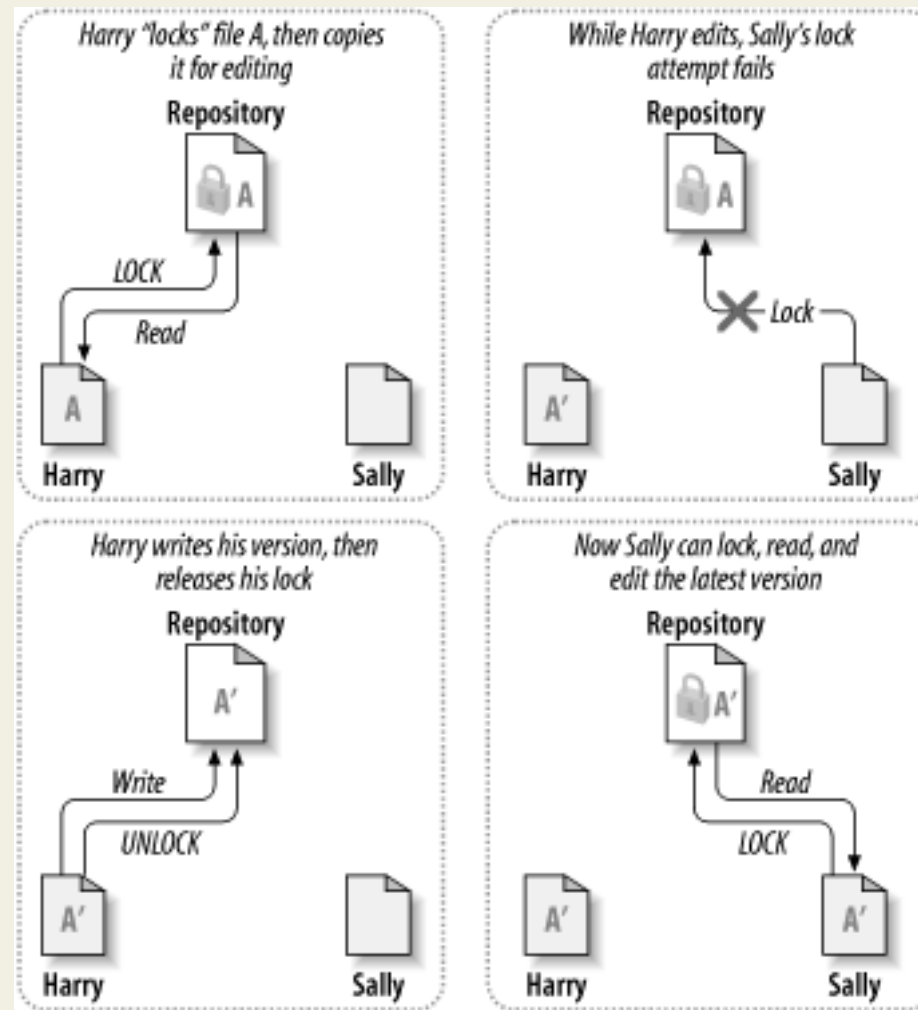 Harry “locks” file A, then copies
it for editing
Repository
A
LOCK
Read
A
Harry
Sally
While Harry edits, Sally’s lock
attempt fails
Repository
A
Lock
A′
Harry
Sally
Harry writes his version, then
releases his lock
Repository
A′
Write
UNLOCK
A′
Harry
Sally
Now Sally can lock, read, and
edit the latest version
Repository
A′
Read
LOCK
A′
A′
Harry
Sally